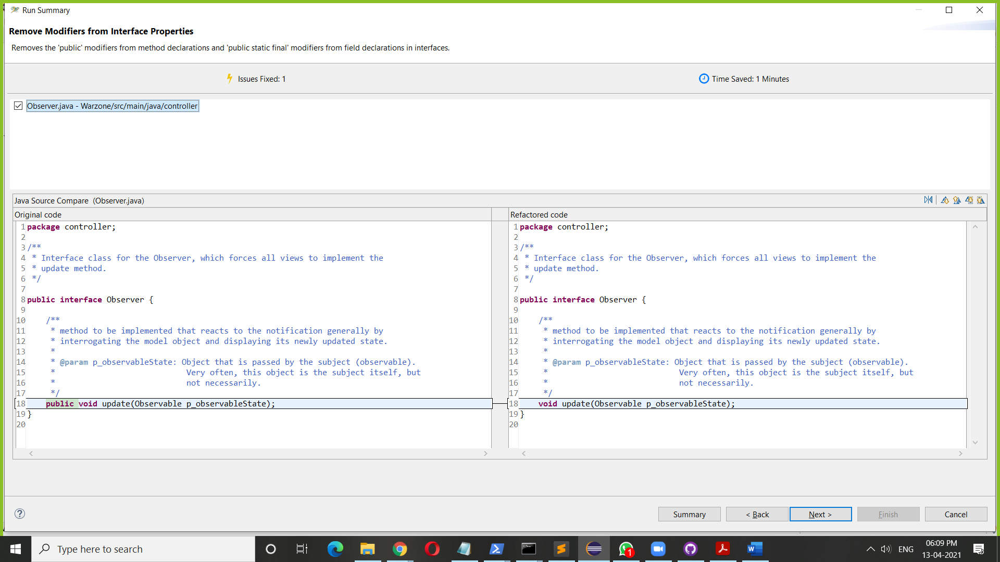 Run Summary
Remove Modifiers from Interface Properties
Removes the 'public' modifiers from method declarations and 'public static final' modifiers from field declarations in interfaces.
Issues Fixed: 1
Time Saved: 1 Minutes
Observer.java - Warzone/src/main/java/controller
Java Source Compare (Observer.java)
Original code
1 package controller;
2
3 /**
4 * Interface class for the Observer, which forces all views to implement the
5 * update method.
6 */
7
8 public interface Observer {
9
10 /**
11 * method to be implemented that reacts to the notification generally by
12 * interrogating the model object and displaying its newly updated state.
13 *
14 * @param p_observableState: Object that is passed by the subject (observable).
15 * Very often, this object is the subject itself, but
16 * not necessarily.
17 */
18 public void update(Observable p_observableState);
19 }
20
Refactored code
1 package controller;
2
3 /**
4 * Interface class for the Observer, which forces all views to implement the
5 * update method.
6 */
7
8 public interface Observer {
9
10 /**
11 * method to be implemented that reacts to the notification generally by
12 * interrogating the model object and displaying its newly updated state.
13 *
14 * @param p_observableState: Object that is passed by the subject (observable).
15 * Very often, this object is the subject itself, but
16 * not necessarily.
17 */
18 void update(Observable p_observableState);
19 }
20
Summary
< Back
Next >
Finish
Cancel
Type here to search
1
ENG
06:09 PM
13-04-2021